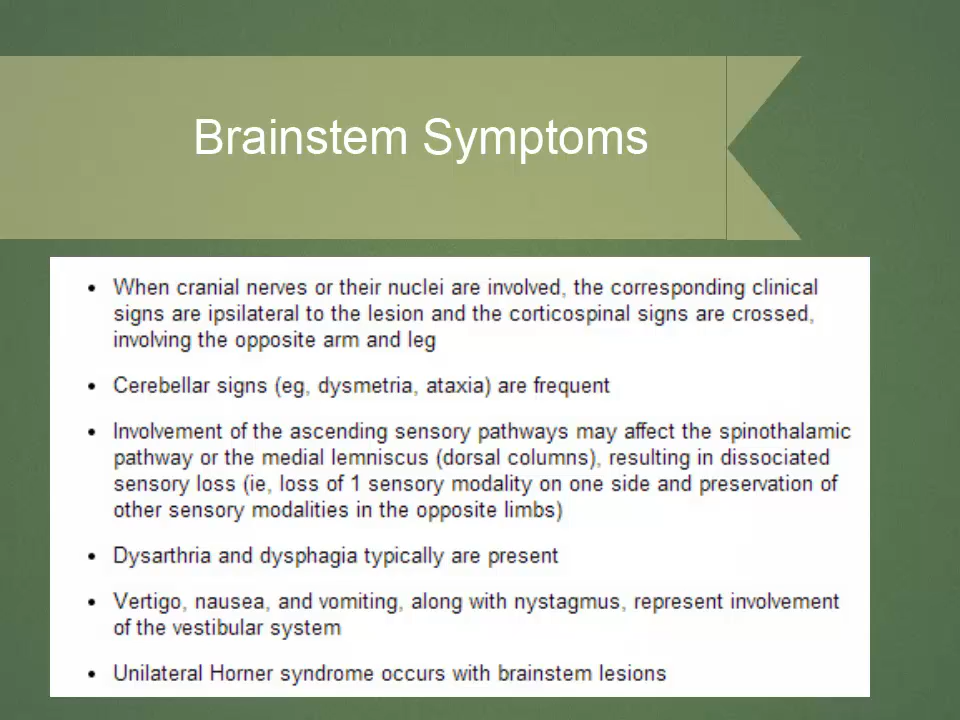 Brainstem Symptoms
• When cranial nerves or their nuclei are involved, the corresponding clinical
signs are ipsilateral to the lesion and the corticospinal signs are crossed,
involving the opposite arm and leg
• Cerebellar signs (eg, dysmetria, ataxia) are frequent
• Involvement of the ascending sensory pathways may affect the spinothalamic
pathway or the medial lemniscus (dorsal columns), resulting in dissociated
sensory loss (ie, loss of 1 sensory modality on one side and preservation of
other sensory modalities in the opposite limbs)
• Dysarthria and dysphagia typically are present
• Vertigo, nausea, and vomiting, along with nystagmus, represent involvement
of the vestibular system
• Unilateral Horner syndrome occurs with brainstem lesions